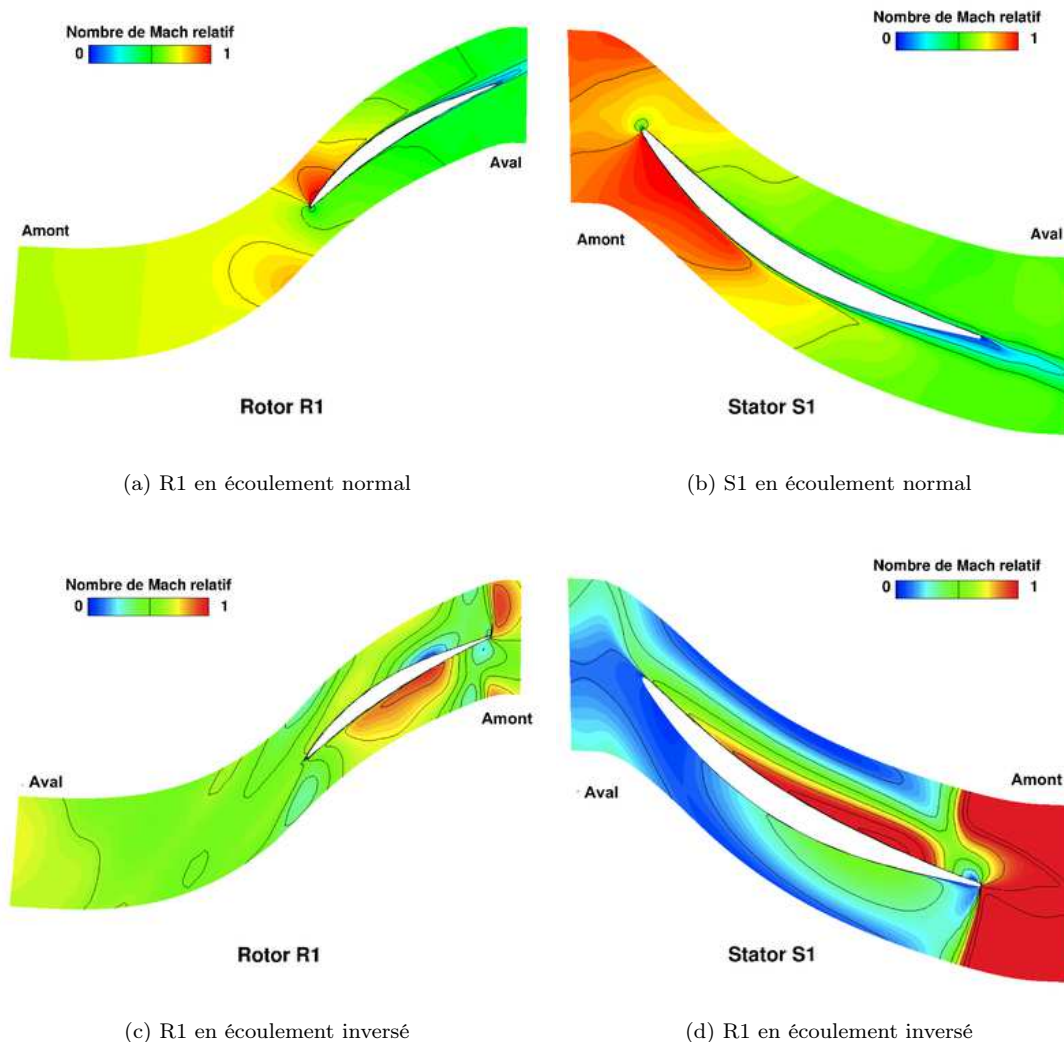 Nombre de Mach relatif
0 1
Amont
Aval
Rotor R1
(a) R1 en écoulement normal
Nombre de Mach relatif
0 1
Amont
Aval
Stator S1
(b) S1 en écoulement normal
Nombre de Mach relatif
0 1
Aval
Amont
Rotor R1
(c) R1 en écoulement inversé
Nombre de Mach relatif
0 1
Aval
Amont
Stator S1
(d) R1 en écoulement inversé